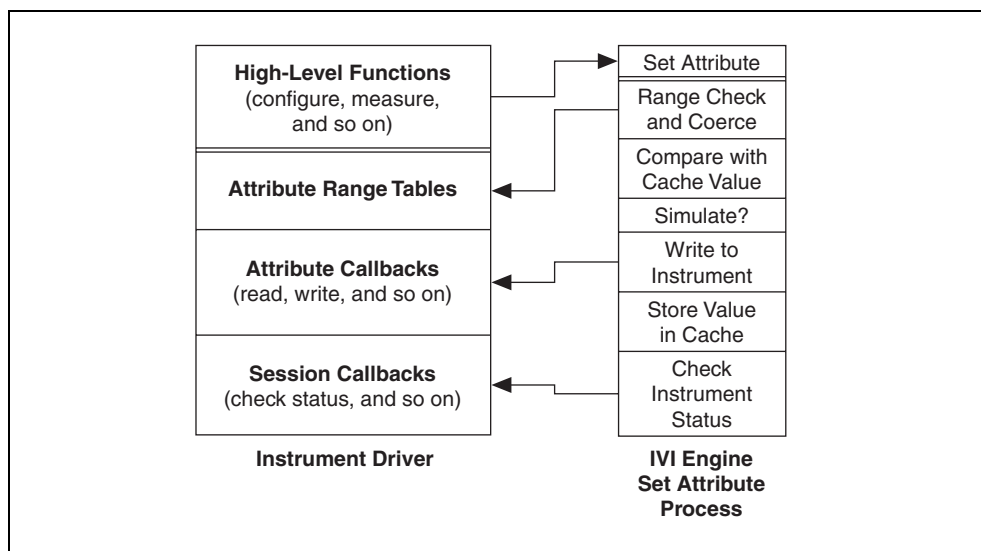 High-Level Functions
(configure, measure,
and so on)
Attribute Range Tables
Attribute Callbacks
(read, write, and so on)
Session Callbacks
(check status, and so on)
Instrument Driver
Set Attribute
Range Check
and Coerce
Compare with
Cache Value
Simulate?
Write to
Instrument
Store Value
in Cache
Check
Instrument
Status
IVI Engine
Set Attribute
Process